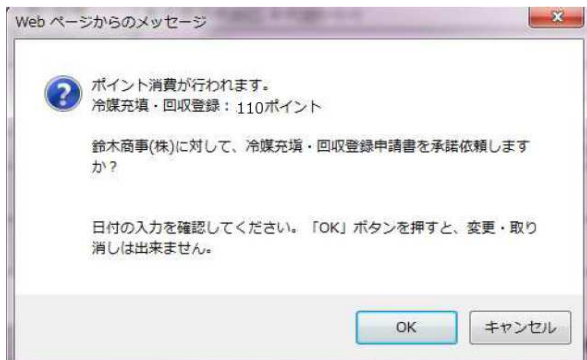 Web ページからのメッセージ
ポイント消費が行われます。
冷媒充填・回収登録：110ポイント
鈴木商事(株)に対して、冷媒充填・回収登録申請書を承諾依頼します
か？
日付の入力を確認してください。「OK」ボタンを押すと、変更・取り
消しは出来ません。
OK
キャンセル